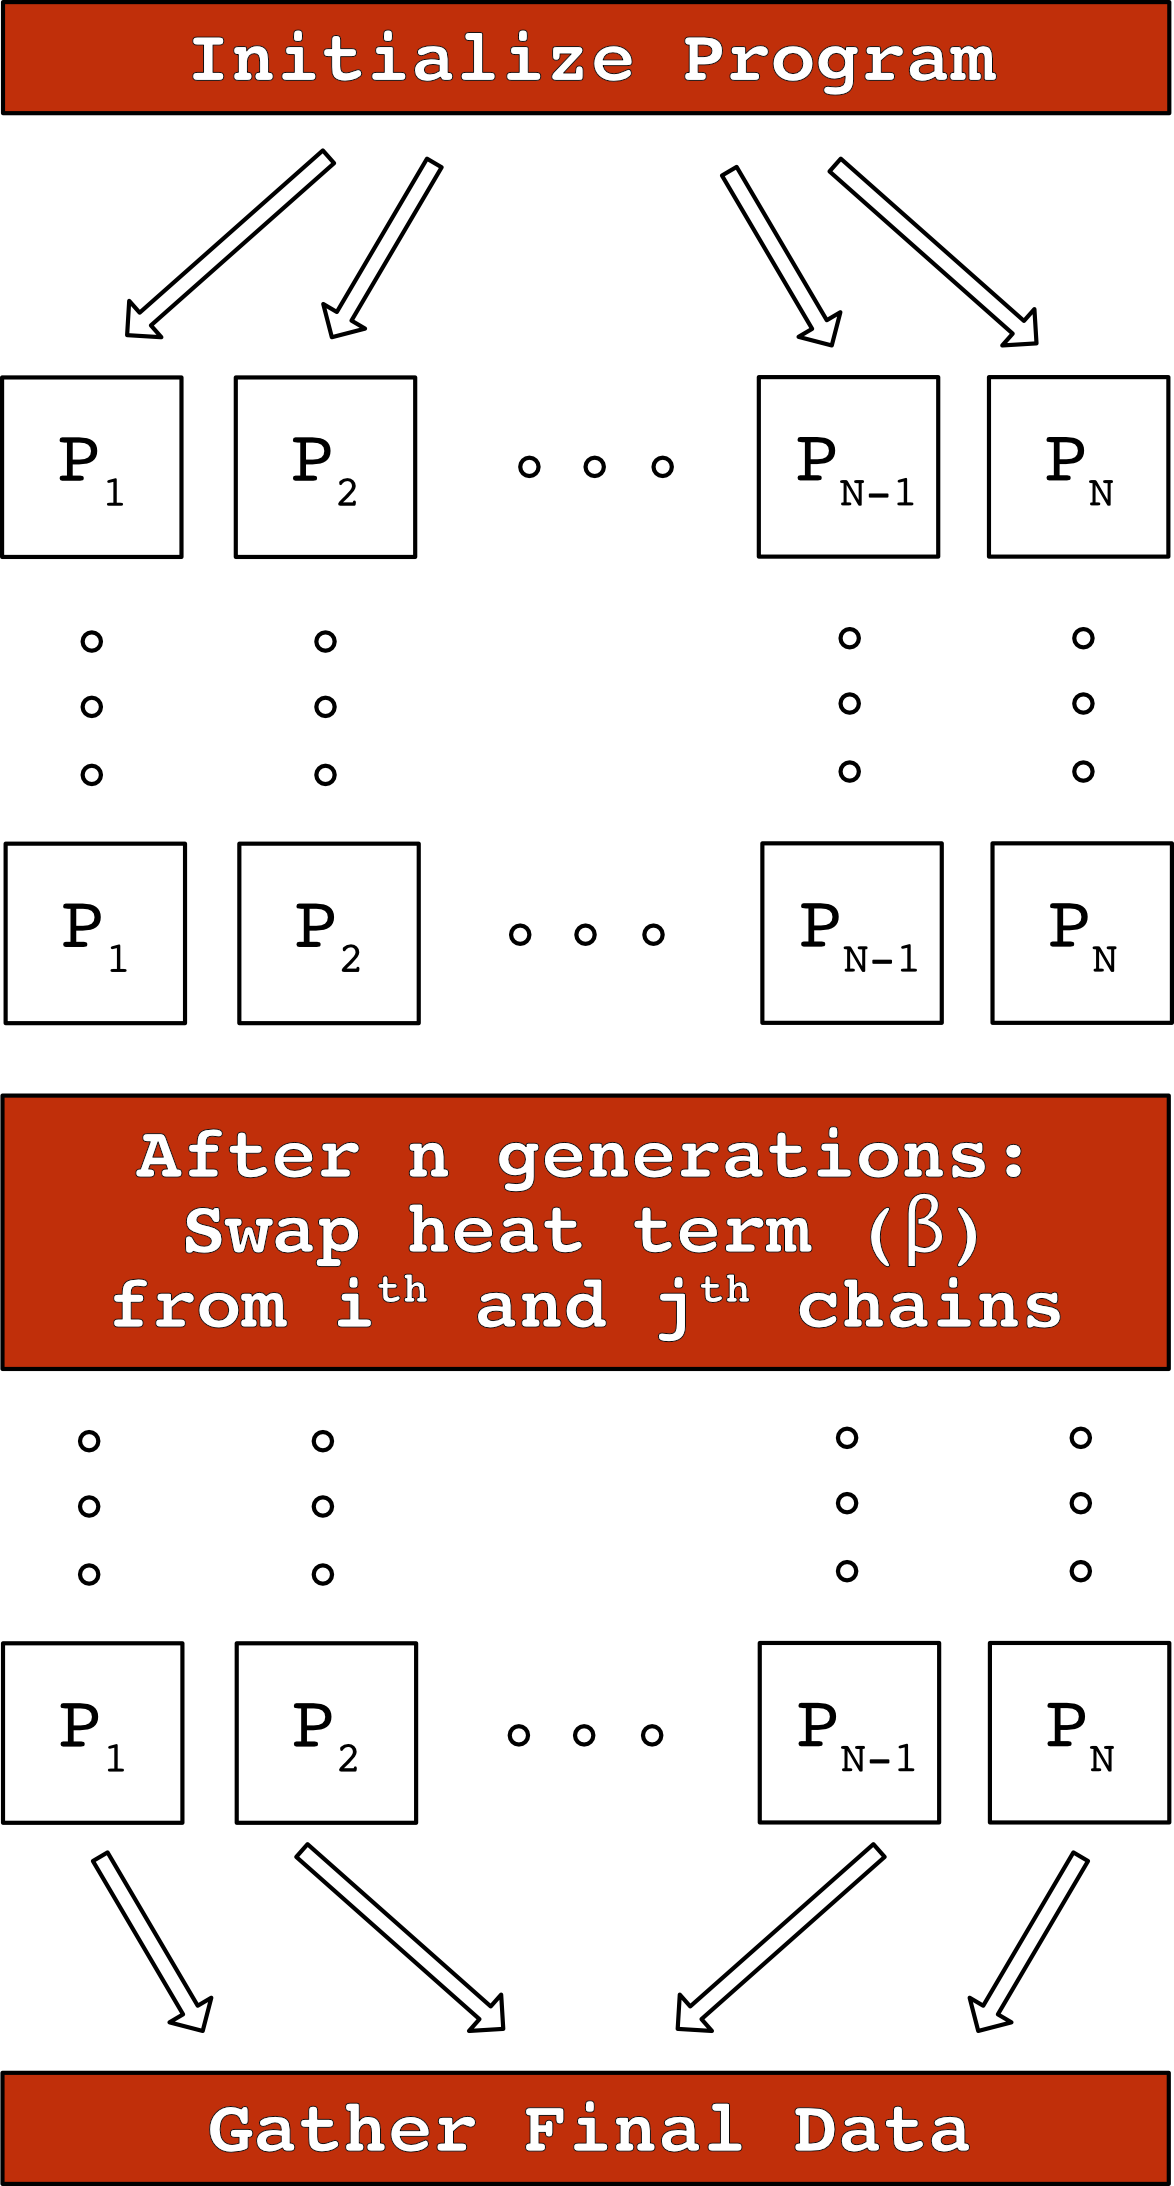 Initialize Program
P1 P2 PN-1 PN
P1 P2 PN-1 PN
After n generations:
Swap heat term (β)
from ith and jth chains
P1 P2 PN-1 PN
Gather Final Data